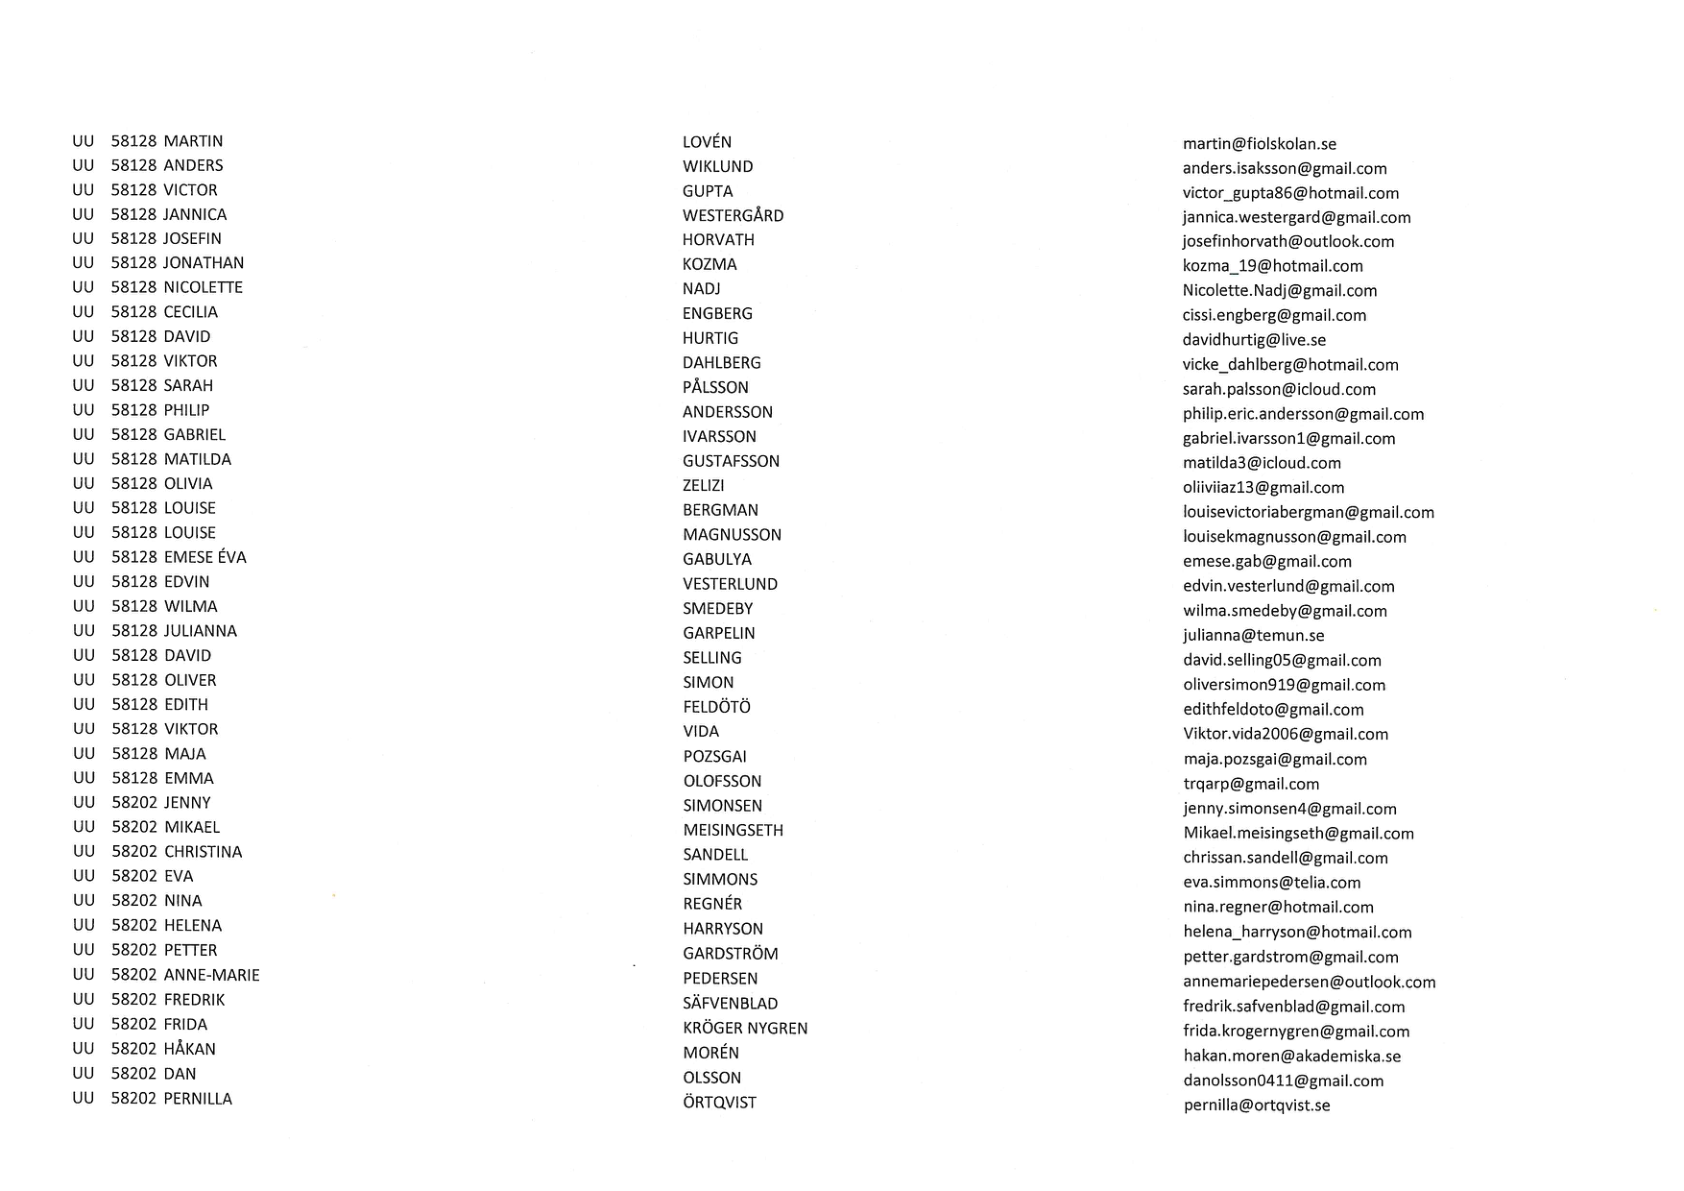 UU 58128 MARTIN LOVÉN martin@fiolskolan.se
UU 58128 ANDERS WIKLUND anders.isaksson@gmail.com
UU 58128 VICTOR GUPTA victor_gupta86@hotmail.com
UU 58128 JANNICA WESTERGÅRD jannica.westergard@gmail.com
UU 58128 JOSEFIN HORVATH josefinhorvath@outlook.com
UU 58128 JONATHAN KOZMA kozma_19@hotmail.com
UU 58128 NICOLETTE NADJ Nicolette.Nadj@gmail.com
UU 58128 CECILIA ENGBERG cissi.engberg@gmail.com
UU 58128 DAVID HURTIG davidhurtig@live.se
UU 58128 VIKTOR DAHLBERG vicke_dahlberg@hotmail.com
UU 58128 SARAH PÅLSSON sarah.palsson@icloud.com
UU 58128 PHILIP ANDERSSON philip.eric.andersson@gmail.com
UU 58128 GABRIEL IVARSSON gabriel.ivarsson1@gmail.com
UU 58128 MATILDA GUSTAFSSON matilda3@icloud.com
UU 58128 OLIVIA ZELIZI oliiviiaz13@gmail.com
UU 58128 LOUISE BERGMAN louisevictoriabergman@gmail.com
UU 58128 LOUISE MAGNUSSON louisekmagnusson@gmail.com
UU 58128 EMESE ÉVA GABULYA emese.gab@gmail.com
UU 58128 EDVIN VESTERLUND edvin.vesterlund@gmail.com
UU 58128 WILMA SMEDEBY wilma.smedeby@gmail.com
UU 58128 JULIANNA GARPELIN julianna@temun.se
UU 58128 DAVID SELLING david.selling05@gmail.com
UU 58128 OLIVER SIMON oliversimon919@gmail.com
UU 58128 EDITH FELDÖTÖ edithfeldoto@gmail.com
UU 58128 VIKTOR VIDA Viktor.vida2006@gmail.com
UU 58128 MAJA POZSGAI maja.pozsgai@gmail.com
UU 58128 EMMA OLOFSSON trqarp@gmail.com
UU 58202 JENNY SIMONSEN jenny.simonsen4@gmail.com
UU 58202 MIKAEL MEISINGSETH Mikael.meisingseth@gmail.com
UU 58202 CHRISTINA SANDELL chrissan.sandell@gmail.com
UU 58202 EVA SIMMONS eva.simmons@telia.com
UU 58202 NINA REGNÉR nina.regner@hotmail.com
UU 58202 HELENA HARRYSON helena_harryson@hotmail.com
UU 58202 PETTER GARDSTRÖM petter.gardstrom@gmail.com
UU 58202 ANNE-MARIE PEDERSEN annemariepedersen@outlook.com
UU 58202 FREDRIK SÄFVENBLAD fredrik.safvenblad@gmail.com
UU 58202 FRIDA KRÖGER NYGREN frida.krogernygren@gmail.com
UU 58202 HÅKAN MORÉN hakan.moren@akademiska.se
UU 58202 DAN OLSSON danolsson0411@gmail.com
UU 58202 PERNILLA ÖRTQVIST pernilla@ortqvist.se